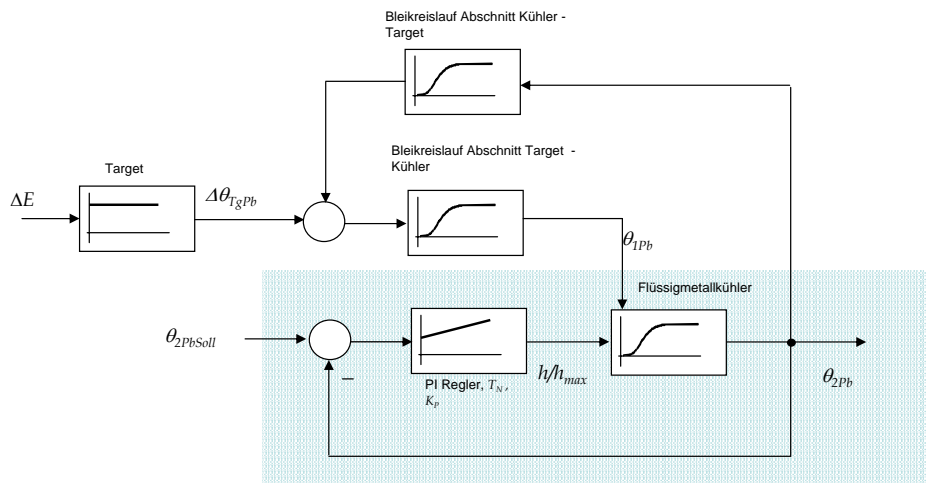 Bleikreislauf Abschnitt Kühler -
Target
Bleikreislauf Abschnitt Target -
Kühler
Target
ΔE
Δθ_TgPb
θ_1Pb
Flüssigmetallkühler
θ_2PbSoll
–
PI Regler, T_N ,
K_P
h/h_max
θ_2Pb